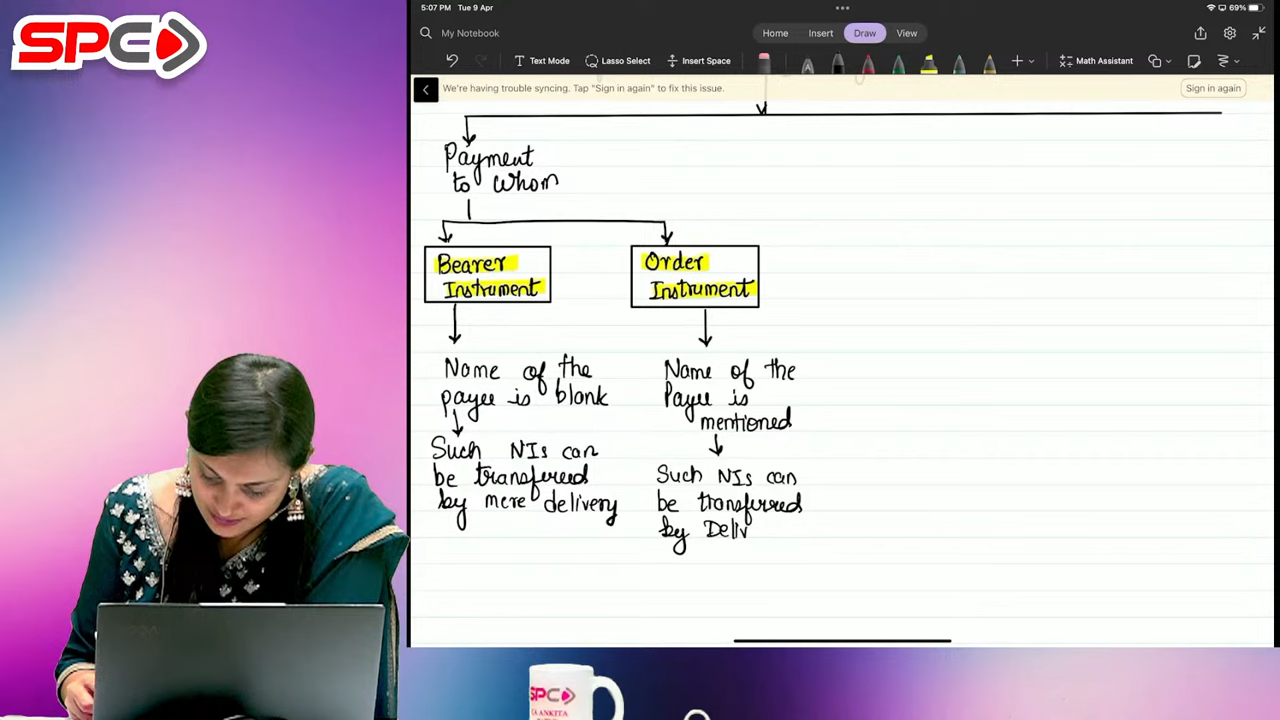 SPC
5:07 PM Tue 9 Apr
69%
My Notebook
Home Insert Draw View
Text Mode Lasso Select Insert Space Math Assistant
We're having trouble syncing. Tap "Sign in again" to fix this issue.
Sign in again
Payment
to whom
Bearer
Instrument
Order
Instrument
Name of the
payee is blank
Such NIs can
be transferred
by mere delivery
Name of the
Payee is
mentioned
Such NIs can
be transferred
by Deliv
SPC
CA ANKITA